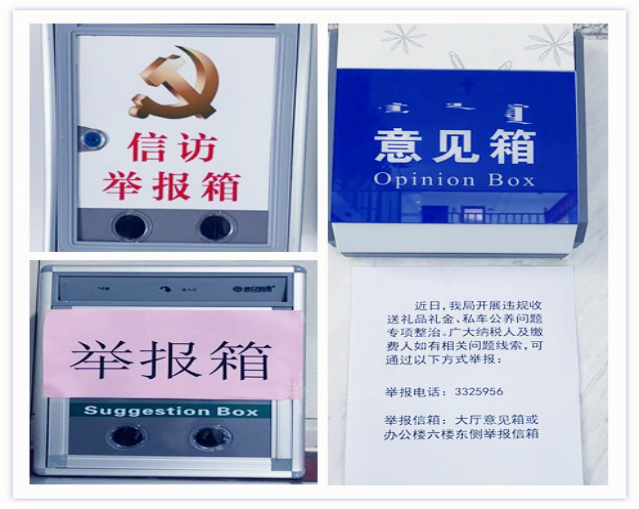 信访
举报箱
举报箱
Suggestion Box
意见箱
Opinion Box
近日，我局开展违规收
送礼品礼金、私车公养问题
专项整治。广大纳税人及缴
费人如有相关问题线索，可
通过以下方式举报：
举报电话：3325956
举报信箱：大厅意见箱或
办公楼六楼东侧举报信箱